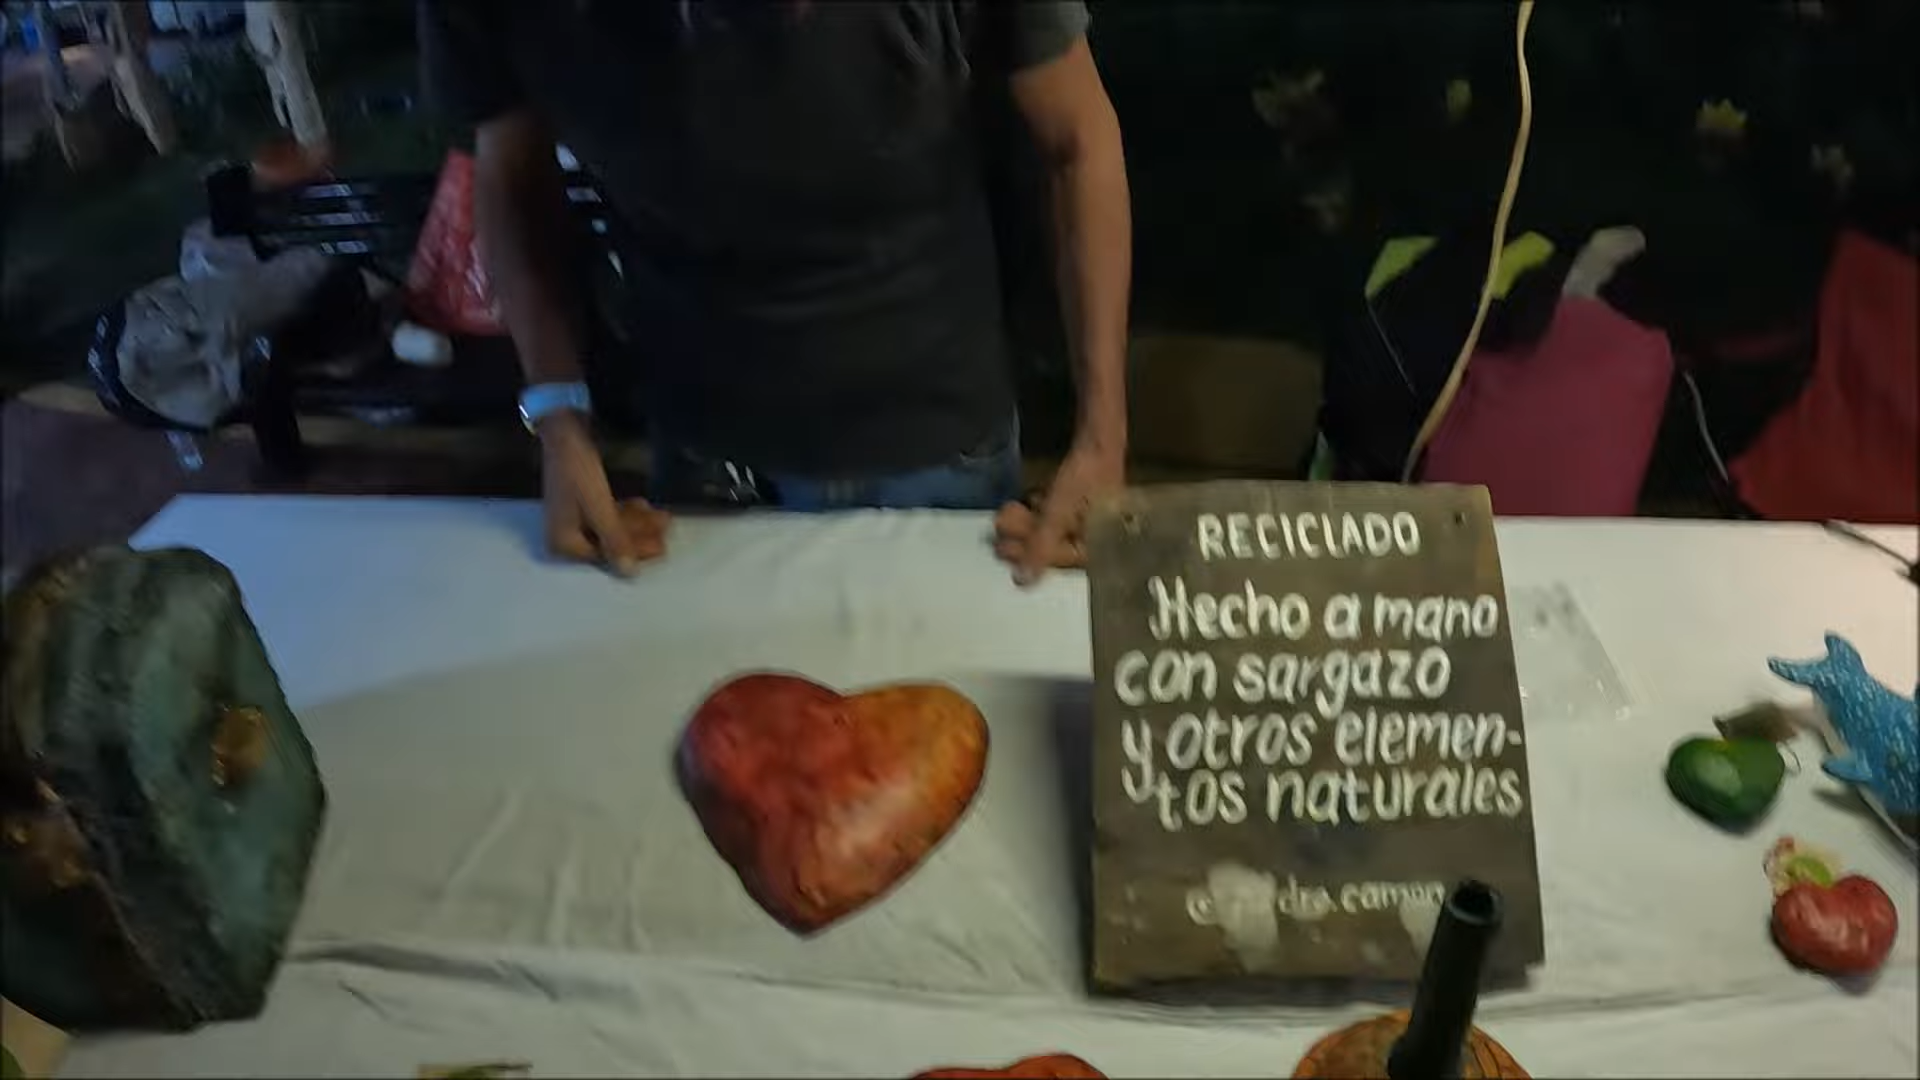 RECICLADO
Hecho a mano
con sargazo
y otros elemen-
tos naturales